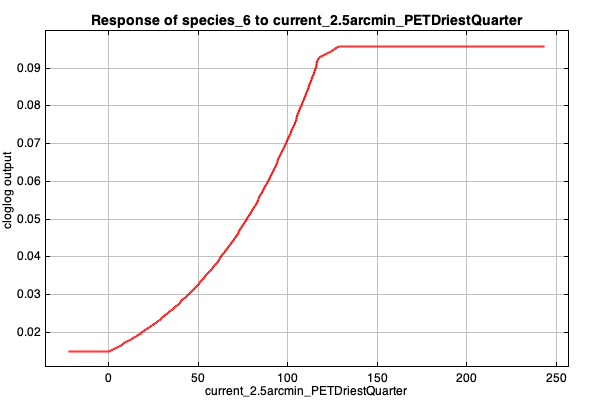 Response of species_6 to current_2.5arcmin_PETDriestQuarter
0.09
0.08
0.07
0.06
0.05
0.04
0.03
0.02
cloglog output
0 50 100 150 200 250
current_2.5arcmin_PETDriestQuarter